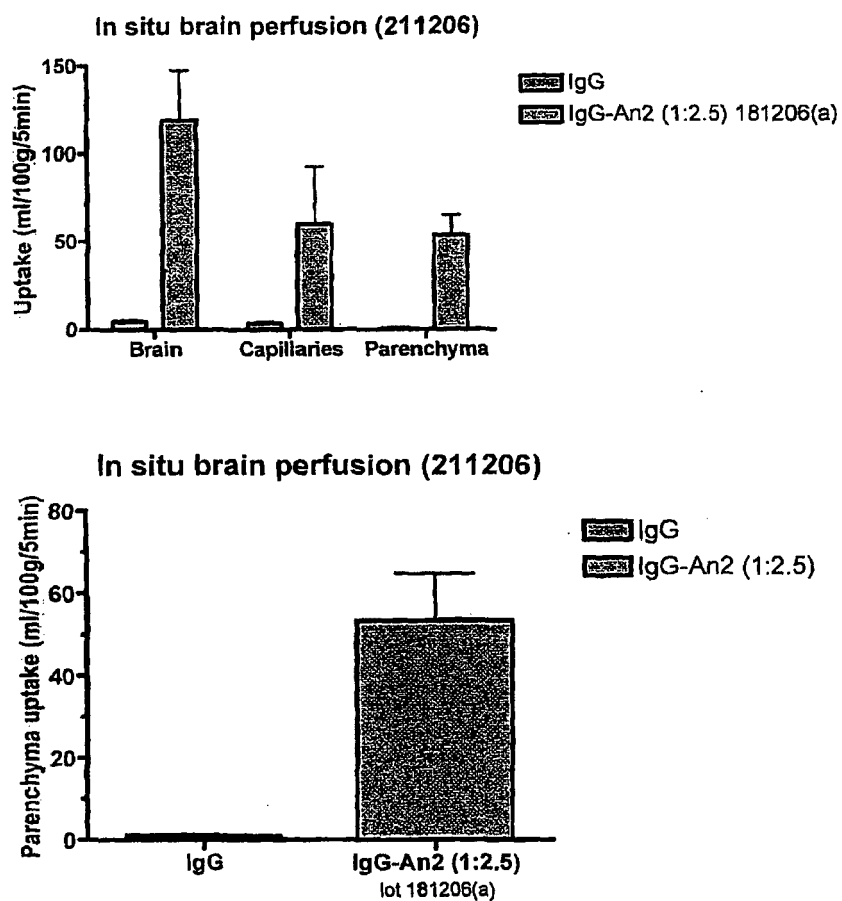 In situ brain perfusion (211206)
Uptake (ml/100g/5min)
150
100
50
0
Brain Capillaries Parenchyma
IgG
IgG-An2 (1:2.5) 181206(a)
In situ brain perfusion (211206)
Parenchyma uptake (ml/100g/5min)
80
60
40
20
0
IgG IgG-An2 (1:2.5)
lot 181206(a)
IgG
IgG-An2 (1:2.5)